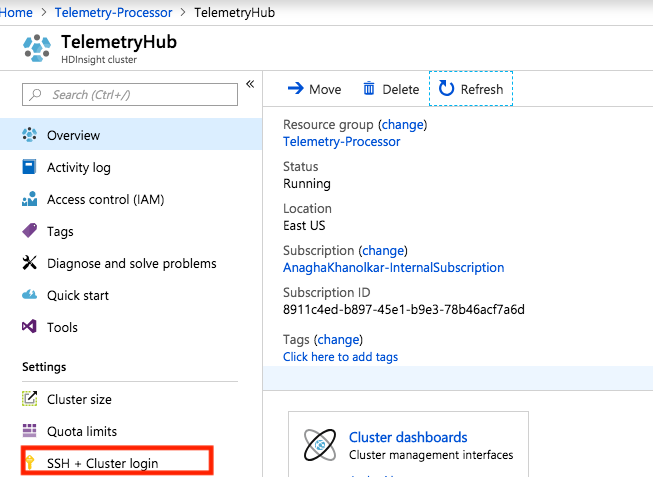 Home > Telemetry-Processor > TelemetryHub
TelemetryHub
HDInsight cluster
Search (Ctrl+/)
«
Overview
Activity log
Access control (IAM)
Tags
Diagnose and solve problems
Quick start
Tools
Settings
Cluster size
Quota limits
SSH + Cluster login
Move Delete Refresh
Resource group (change)
Telemetry-Processor
Status
Running
Location
East US
Subscription (change)
AnaghaKhanolkar-InternalSubscription
Subscription ID
8911c4ed-b897-45e1-b9e3-78b46acf7a6d
Tags (change)
Click here to add tags
Cluster dashboards
Cluster management interfaces